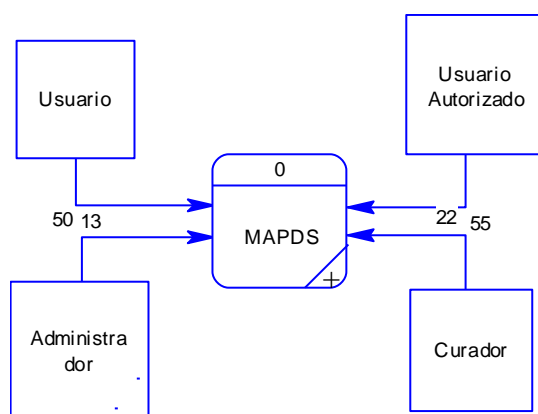 Usuario
Usuario
Autorizado
0
50 13
MAPDS
22 55
+
Administra
dor
Curador